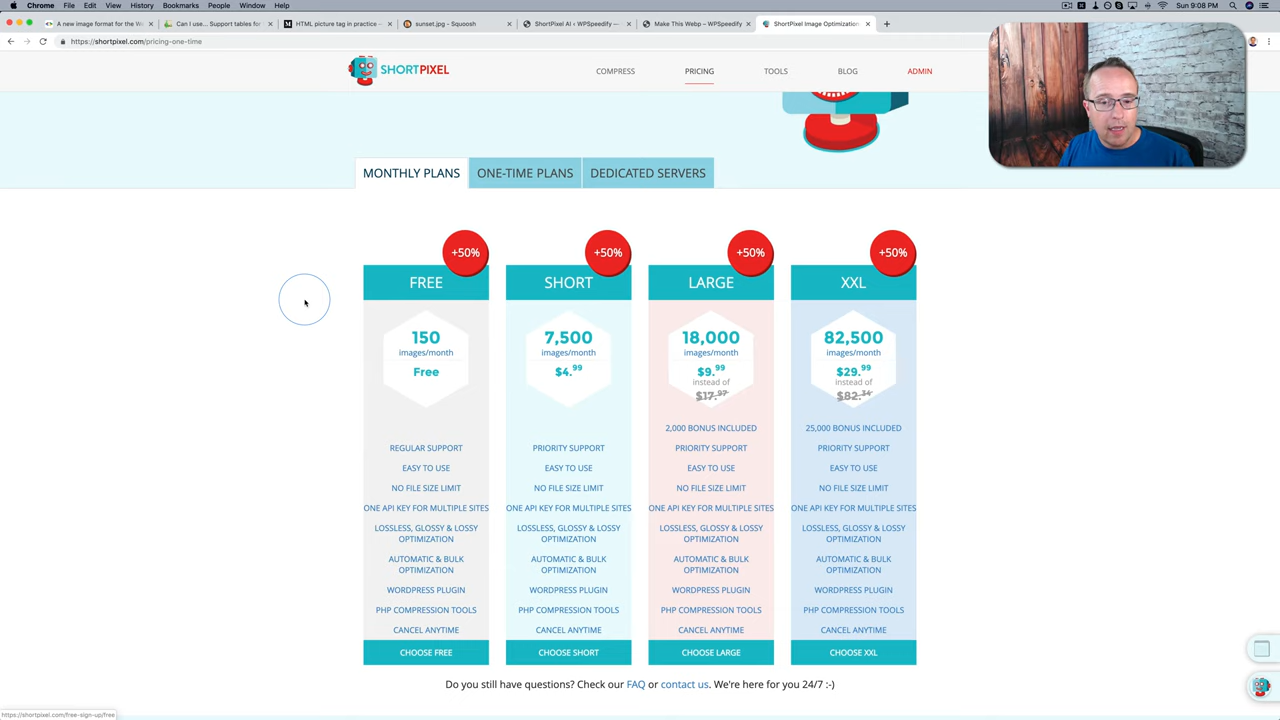 Chrome File Edit View History Bookmarks People Window Help
Sun 9:08 PM
A new image format for the W
Can I use... Support tables for
HTML picture tag in practice –
sunset.jpg – Squoosh
ShortPixel AI ‹ WPSpeedify —
Make This Webp – WPSpeedify
ShortPixel Image Optimization
https://shortpixel.com/pricing-one-time
SHORTPIXEL
COMPRESS PRICING TOOLS BLOG ADMIN
MONTHLY PLANS ONE-TIME PLANS DEDICATED SERVERS
+50%
FREE
150
images/month
Free
REGULAR SUPPORT
EASY TO USE
NO FILE SIZE LIMIT
ONE API KEY FOR MULTIPLE SITES
LOSSLESS, GLOSSY & LOSSY
OPTIMIZATION
AUTOMATIC & BULK
OPTIMIZATION
WORDPRESS PLUGIN
PHP COMPRESSION TOOLS
CANCEL ANYTIME
CHOOSE FREE
+50%
SHORT
7,500
images/month
$4.99
PRIORITY SUPPORT
EASY TO USE
NO FILE SIZE LIMIT
ONE API KEY FOR MULTIPLE SITES
LOSSLESS, GLOSSY & LOSSY
OPTIMIZATION
AUTOMATIC & BULK
OPTIMIZATION
WORDPRESS PLUGIN
PHP COMPRESSION TOOLS
CANCEL ANYTIME
CHOOSE SHORT
+50%
LARGE
18,000
images/month
$9.99
instead of
$17.97
2,000 BONUS INCLUDED
PRIORITY SUPPORT
EASY TO USE
NO FILE SIZE LIMIT
ONE API KEY FOR MULTIPLE SITES
LOSSLESS, GLOSSY & LOSSY
OPTIMIZATION
AUTOMATIC & BULK
OPTIMIZATION
WORDPRESS PLUGIN
PHP COMPRESSION TOOLS
CANCEL ANYTIME
CHOOSE LARGE
+50%
XXL
82,500
images/month
$29.99
instead of
$82.34
25,000 BONUS INCLUDED
PRIORITY SUPPORT
EASY TO USE
NO FILE SIZE LIMIT
ONE API KEY FOR MULTIPLE SITES
LOSSLESS, GLOSSY & LOSSY
OPTIMIZATION
AUTOMATIC & BULK
OPTIMIZATION
WORDPRESS PLUGIN
PHP COMPRESSION TOOLS
CANCEL ANYTIME
CHOOSE XXL
Do you still have questions? Check our FAQ or contact us. We're here for you 24/7 :-)
https://shortpixel.com/free-sign-up/free